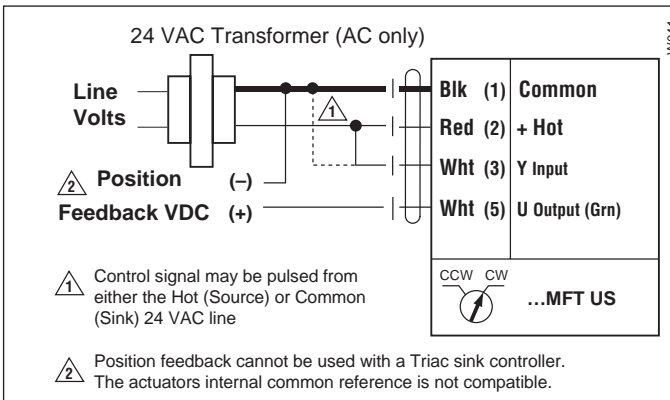 24 VAC Transformer (AC only)
Line
Volts
1
Blk (1) Common
Red (2) + Hot
Wht (3) Y Input
2 Position (–)
Feedback VDC (+)
Wht (5) U Output (Grn)
CCW CW
…MFT US
1 Control signal may be pulsed from
either the Hot (Source) or Common
(Sink) 24 VAC line
2 Position feedback cannot be used with a Triac sink controller.
The actuators internal common reference is not compatible.